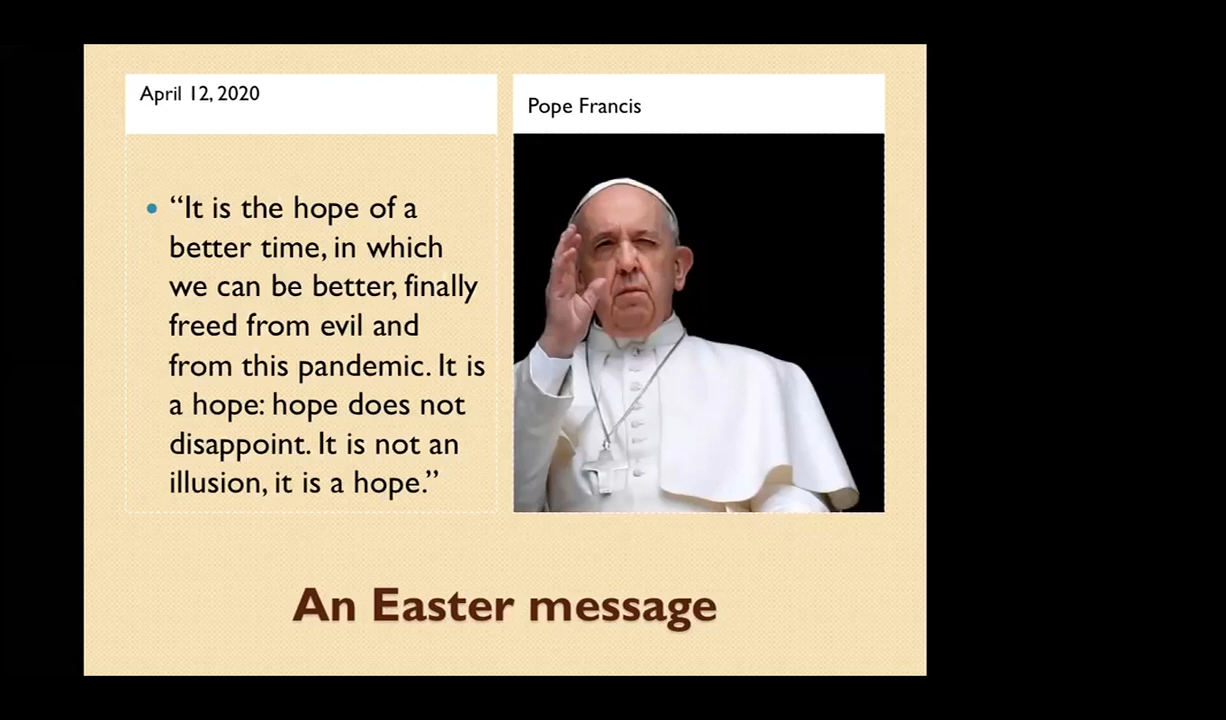 April 12, 2020
Pope Francis
• “It is the hope of a
better time, in which
we can be better, finally
freed from evil and
from this pandemic. It is
a hope: hope does not
disappoint. It is not an
illusion, it is a hope.”
An Easter message